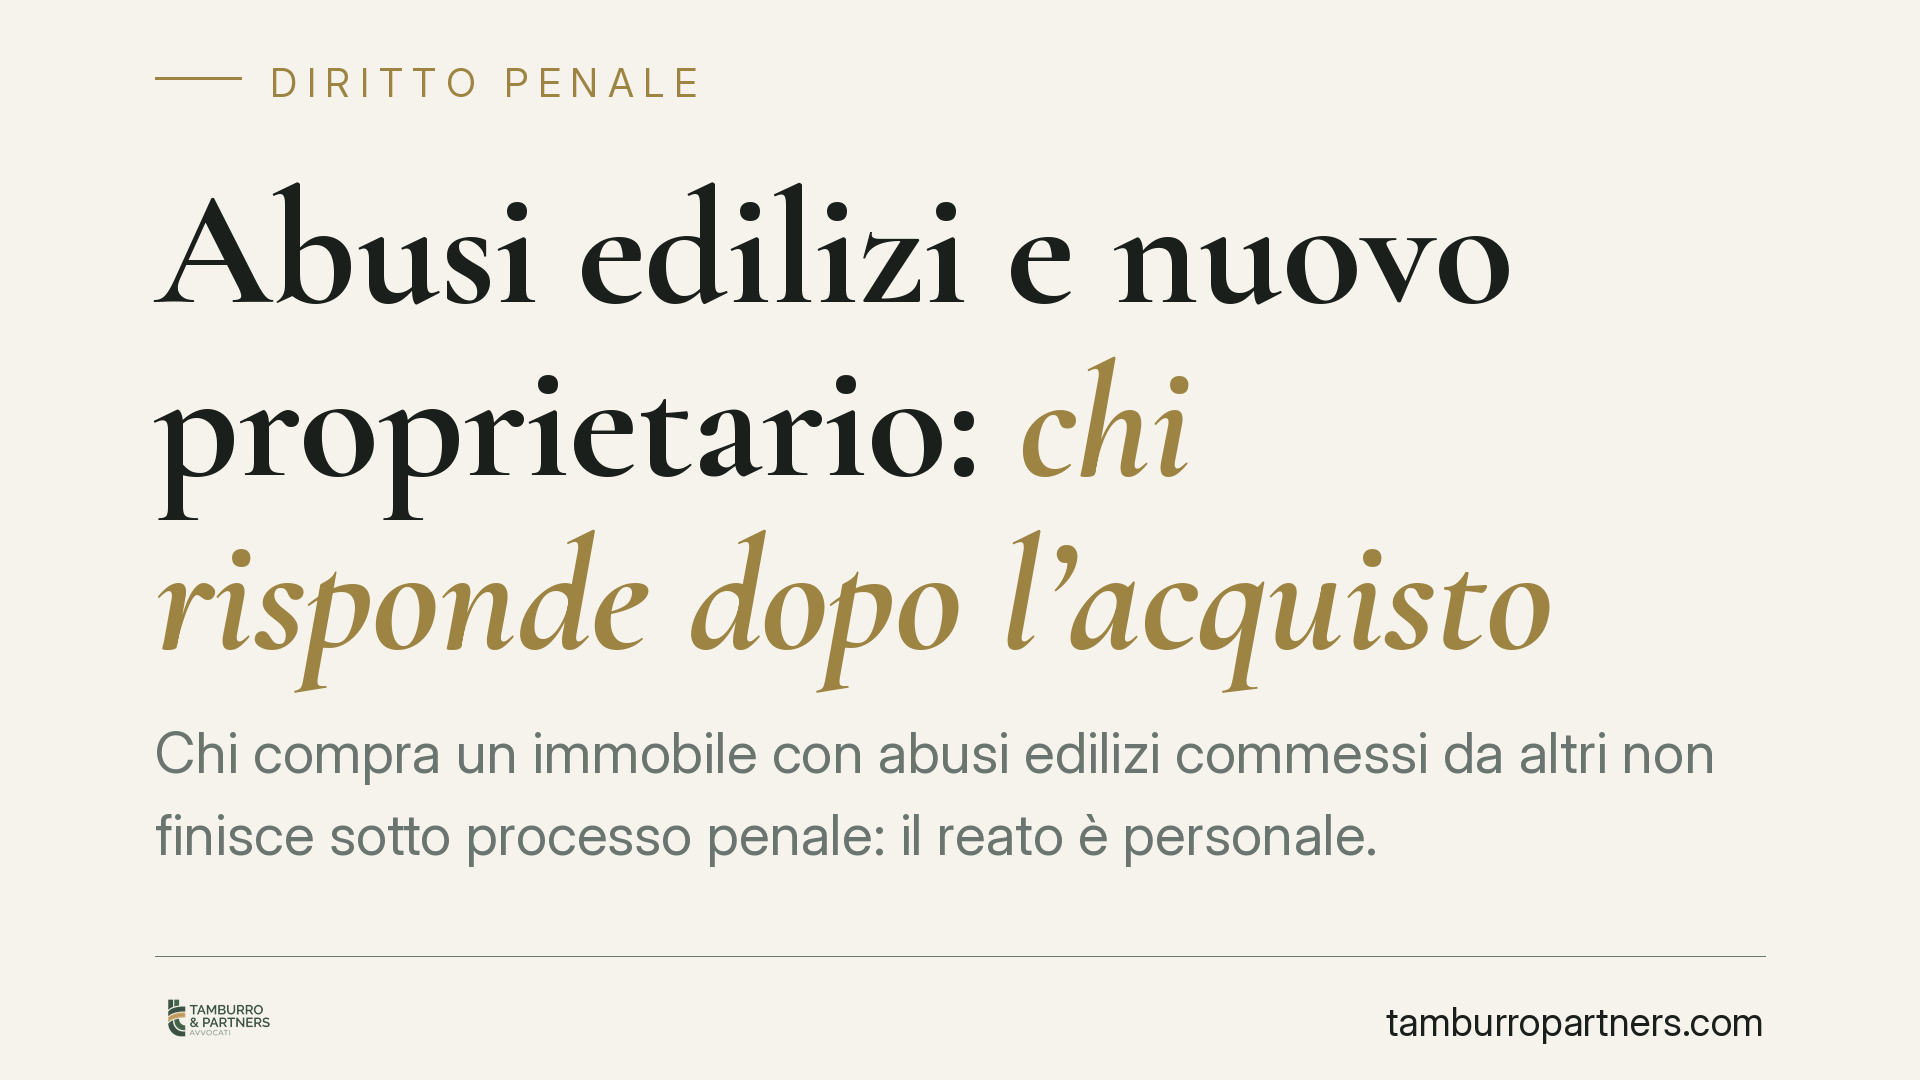 DIRITTO PENALE
Abusi edilizi e nuovo
proprietario: chi
risponde dopo l’acquisto
Chi compra un immobile con abusi edilizi commessi da altri non
finisce sotto processo penale: il reato è personale.
TAMBURRO
& PARTNERS
AVVOCATI
tamburropartners.com